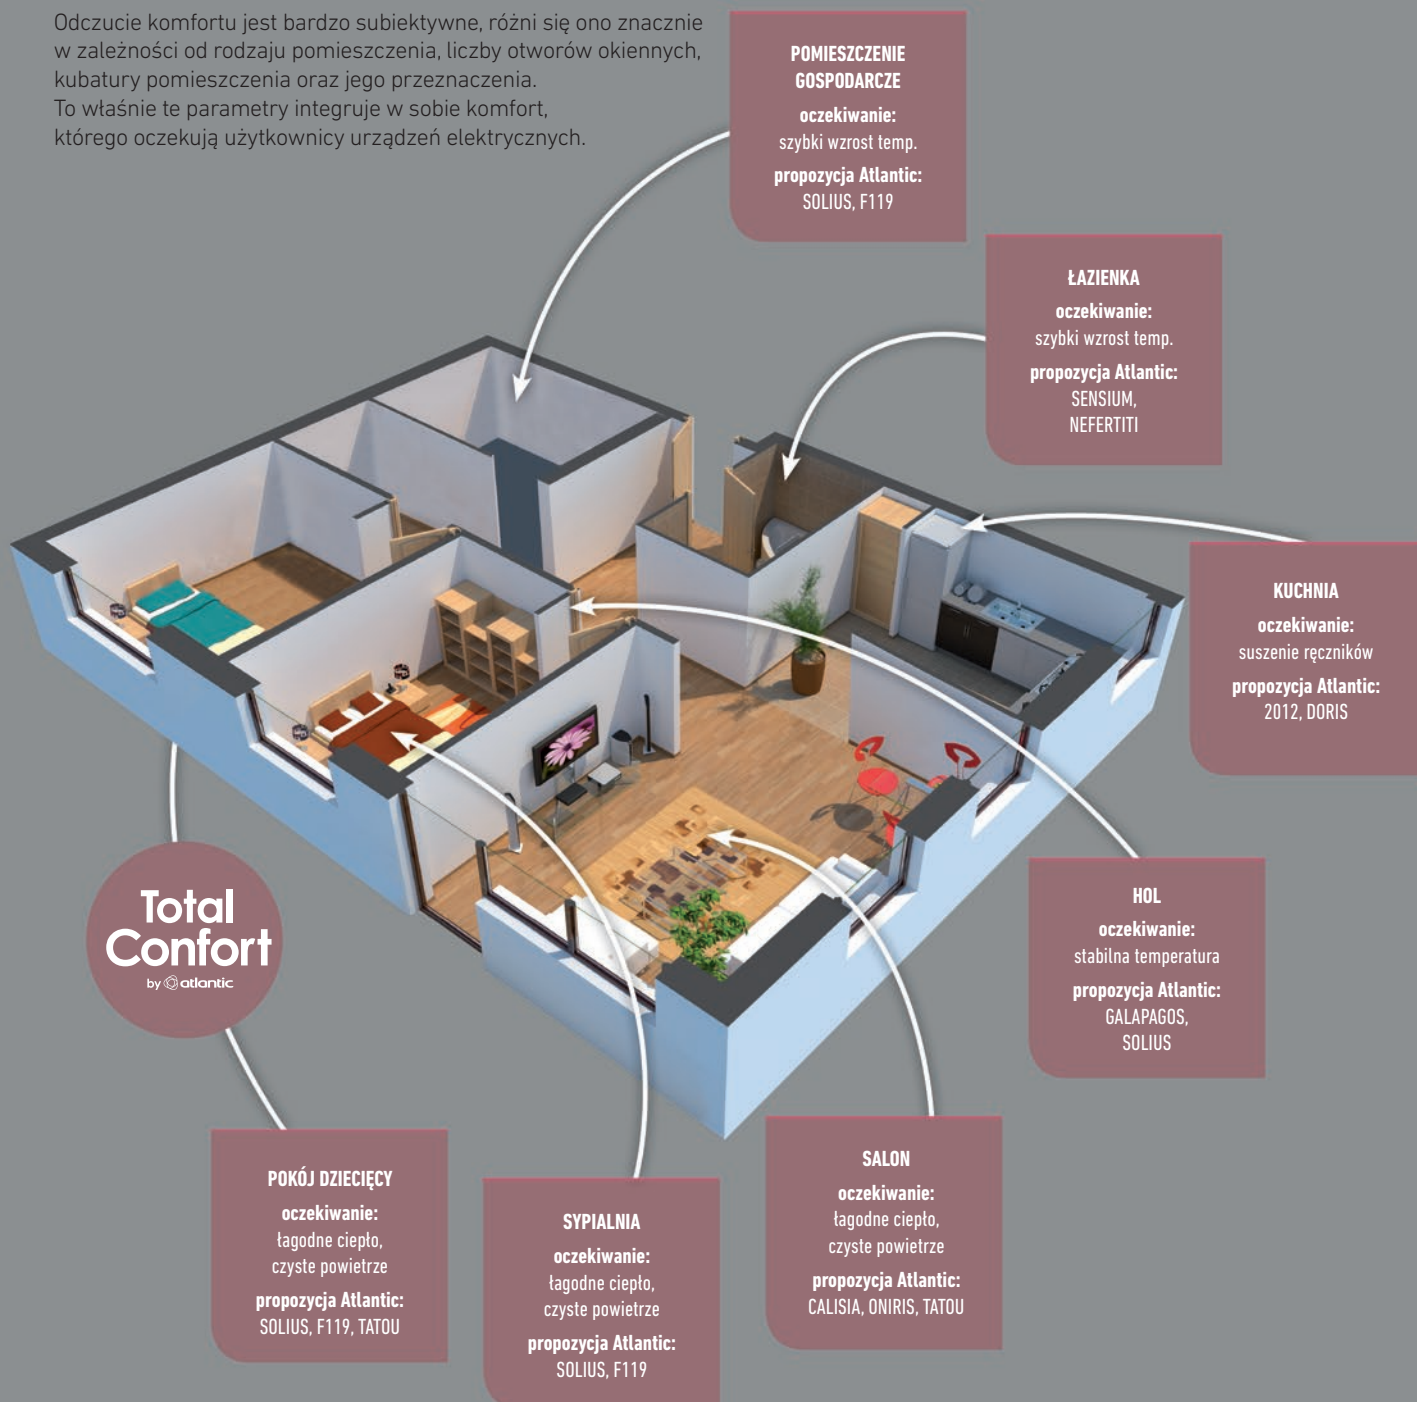 Odczucie komfortu jest bardzo subiektywne, różni się ono znacznie
w zależności od rodzaju pomieszczenia, liczby otworów okiennych,
kubatury pomieszczenia oraz jego przeznaczenia.
To właśnie te parametry integruje w sobie komfort,
którego oczekują użytkownicy urządzeń elektrycznych.
POMIESZCZENIE
GOSPODARCZE
oczekiwanie:
szybki wzrost temp.
propozycja Atlantic:
SOLIUS, F119
ŁAZIENKA
oczekiwanie:
szybki wzrost temp.
propozycja Atlantic:
SENSIUM,
NEFERTITI
KUCHNIA
oczekiwanie:
suszenie ręczników
propozycja Atlantic:
2012, DORIS
HOL
oczekiwanie:
stabilna temperatura
propozycja Atlantic:
GALAPAGOS,
SOLIUS
Total
Confort
by atlantic
POKÓJ DZIECIĘCY
oczekiwanie:
łagodne ciepło,
czyste powietrze
propozycja Atlantic:
SOLIUS, F119, TATOU
SYPIALNIA
oczekiwanie:
łagodne ciepło,
czyste powietrze
propozycja Atlantic:
SOLIUS, F119
SALON
oczekiwanie:
łagodne ciepło,
czyste powietrze
propozycja Atlantic:
CALISIA, ONIRIS, TATOU